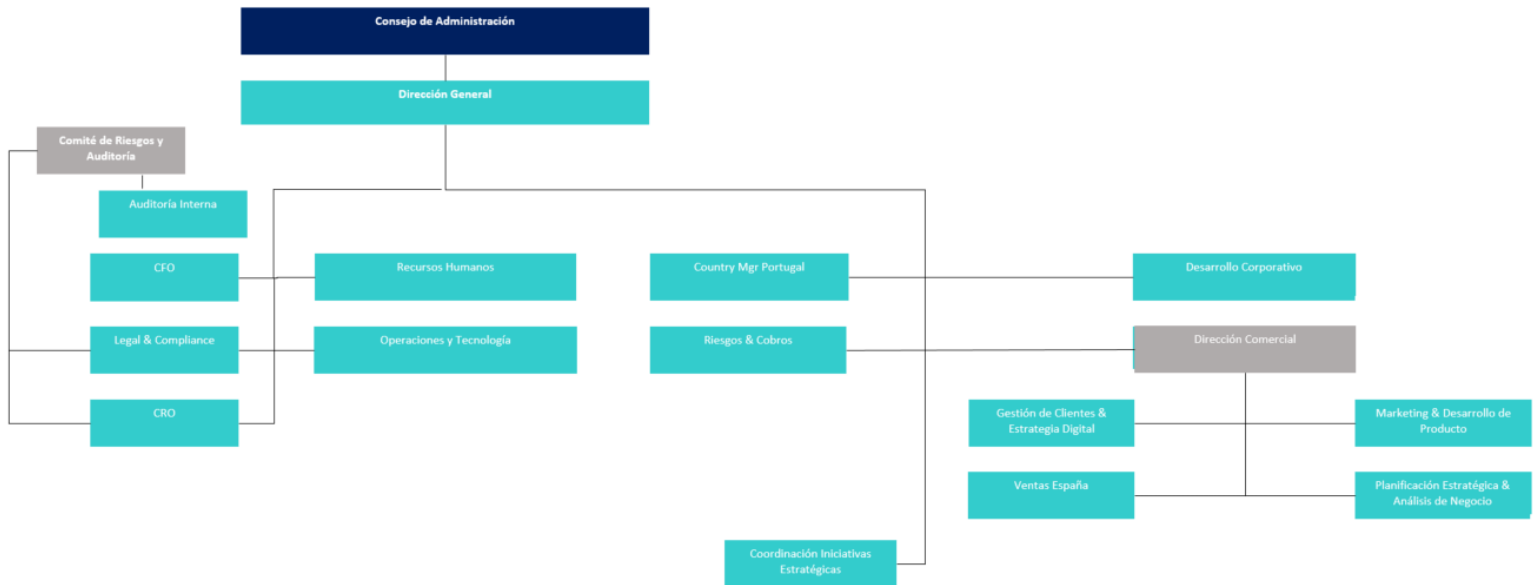 Consejo de Administración
Dirección General
Comité de Riesgos y
Auditoría
Auditoría Interna
CFO
Recursos Humanos
Country Mgr Portugal
Desarrollo Corporativo
Legal & Compliance
Operaciones y Tecnología
Riesgos & Cobros
Dirección Comercial
CRO
Gestión de Clientes &
Estrategia Digital
Marketing & Desarrollo de
Producto
Ventas España
Planificación Estratégica &
Análisis de Negocio
Coordinación Iniciativas
Estratégicas